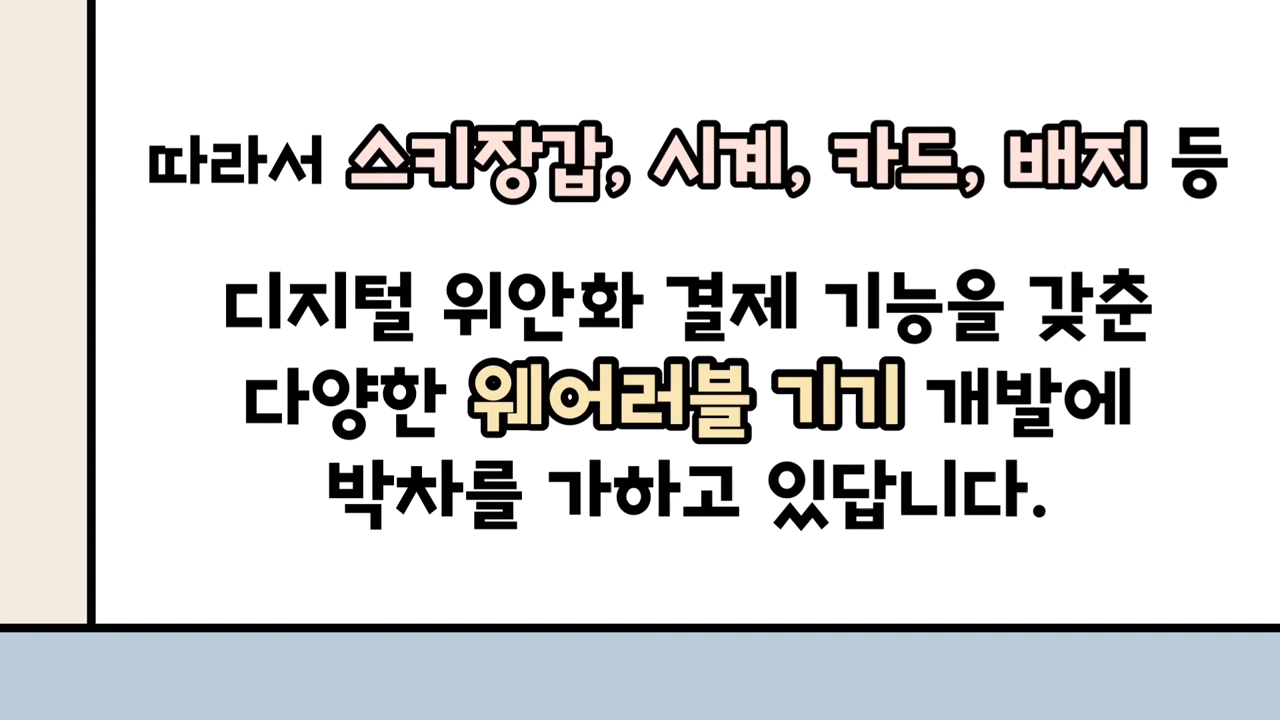 따라서 스키장갑, 시계, 카드, 배지 등
디지털 위안화 결제 기능을 갖춘
다양한 웨어러블 기기 개발에
박차를 가하고 있답니다.